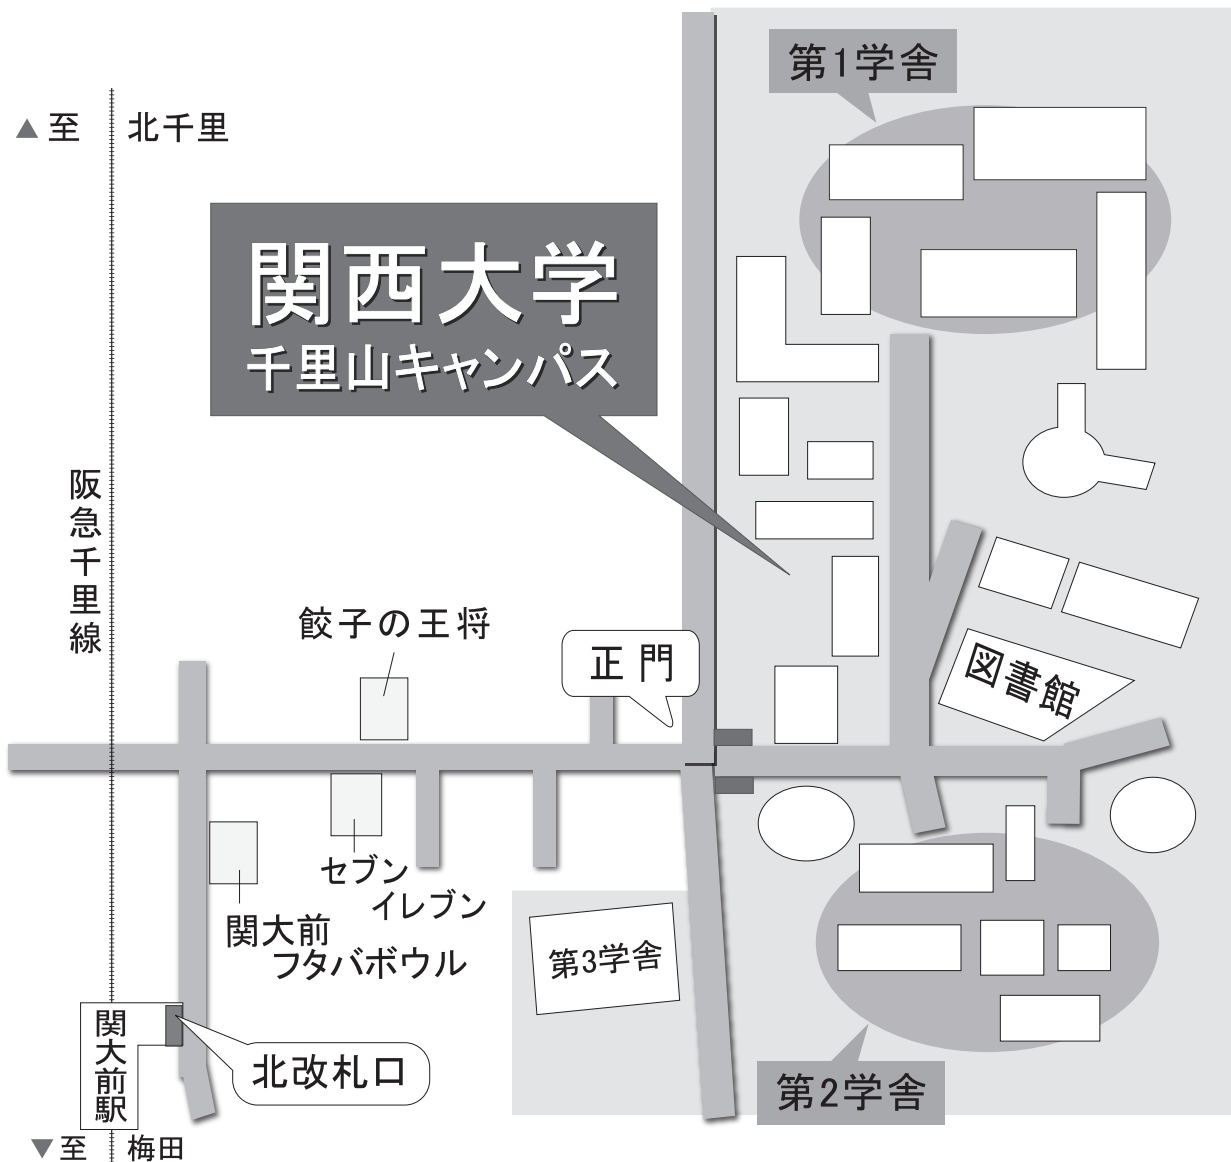 第1学舎
▲至 北千里
関西大学
千里山キャンパス
阪急千里線
餃子の王将
正門
図書館
セブン
イレブン
関大前
フタバボウル
第3学舎
関大前駅
北改札口
第2学舎
▼至 梅田